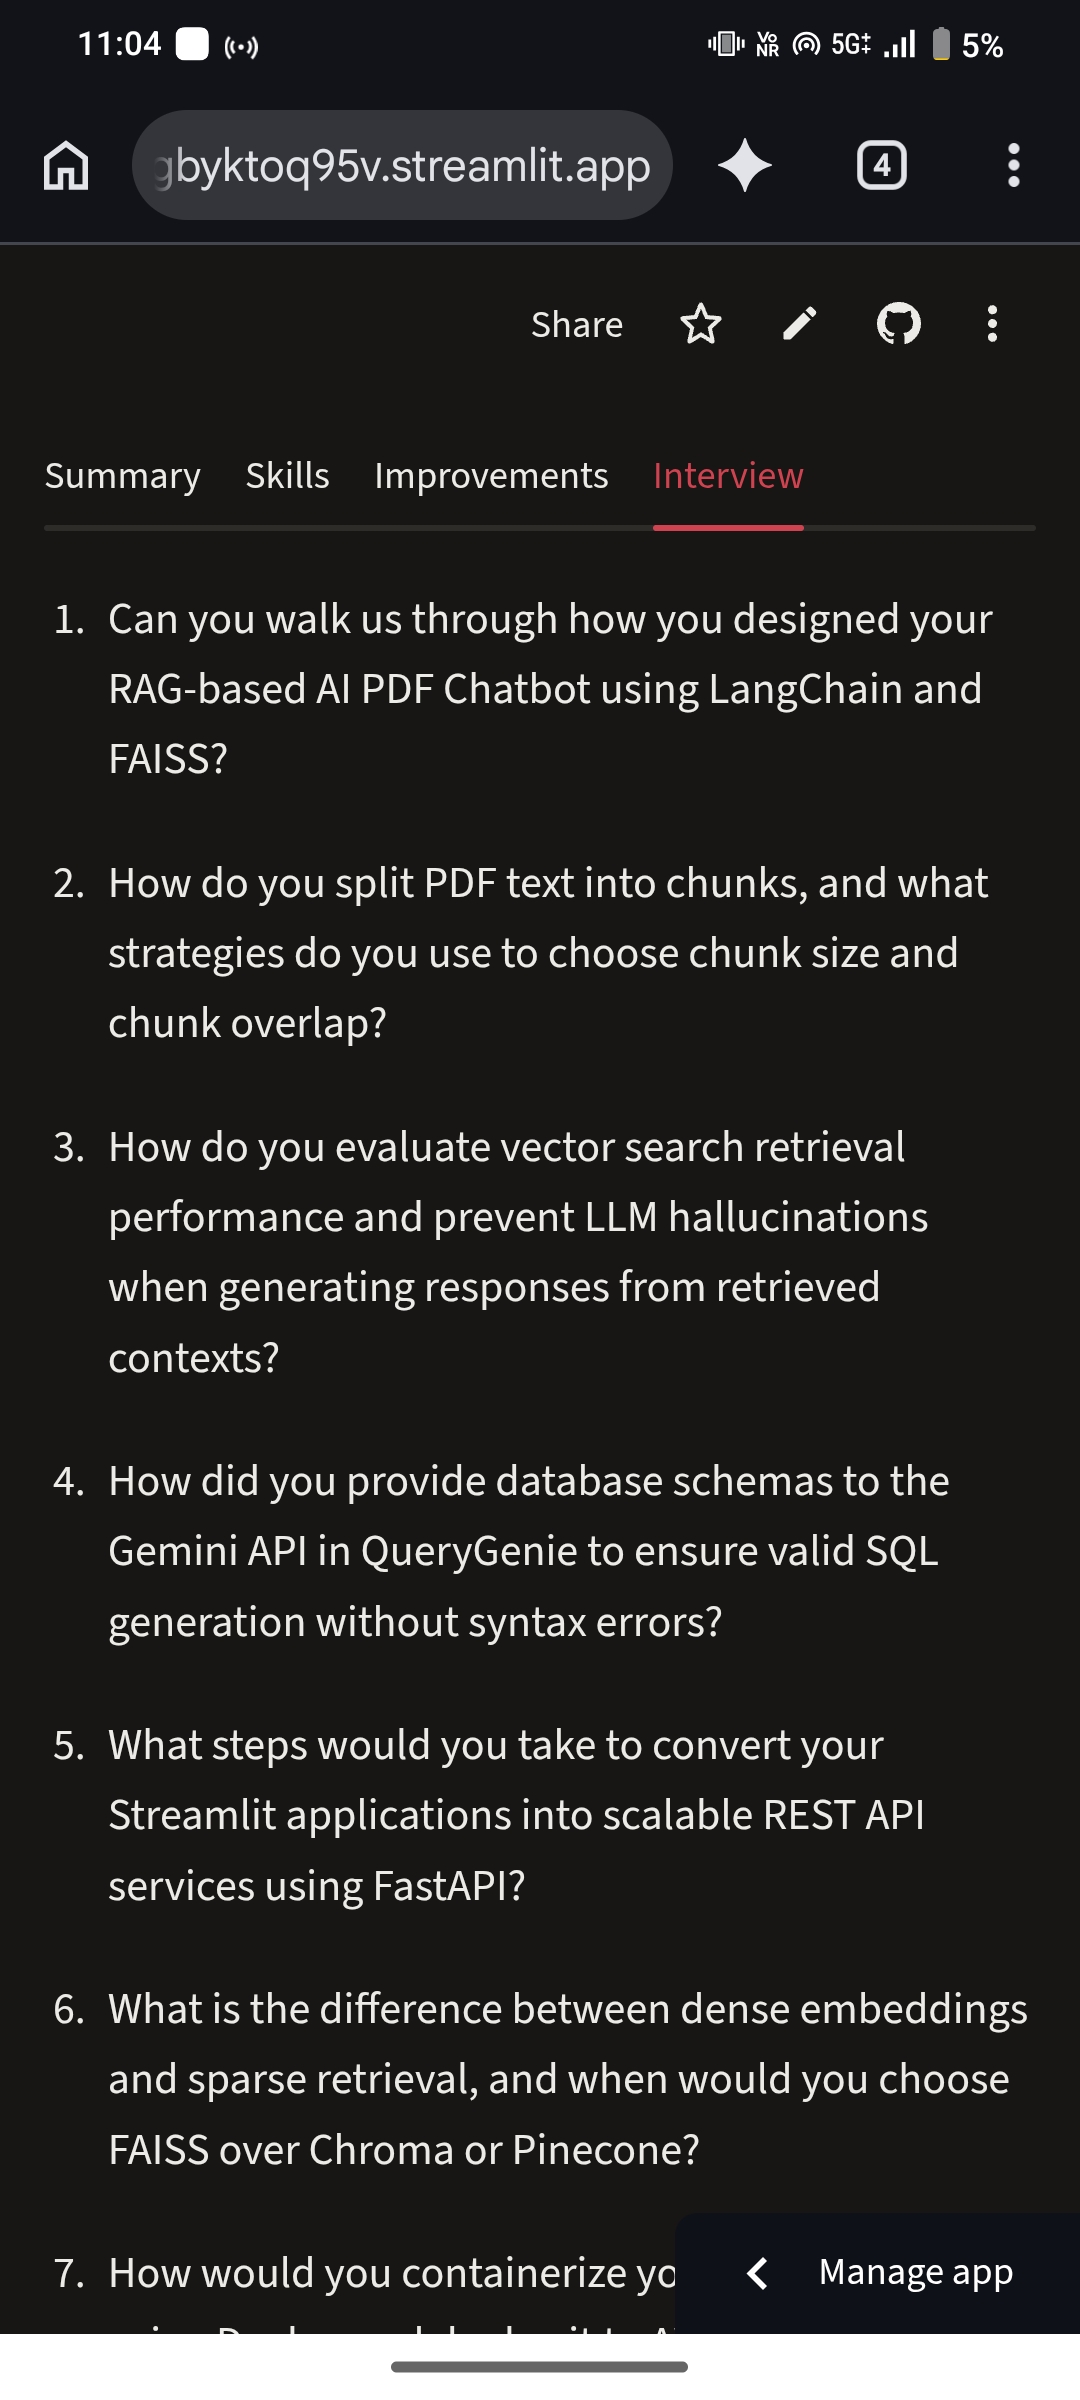 11:04
Vo NR 5G 5%
gbyktoq95v.streamlit.app
4
Share
Summary Skills Improvements Interview
1. Can you walk us through how you designed your
RAG-based AI PDF Chatbot using LangChain and
FAISS?
2. How do you split PDF text into chunks, and what
strategies do you use to choose chunk size and
chunk overlap?
3. How do you evaluate vector search retrieval
performance and prevent LLM hallucinations
when generating responses from retrieved
contexts?
4. How did you provide database schemas to the
Gemini API in QueryGenie to ensure valid SQL
generation without syntax errors?
5. What steps would you take to convert your
Streamlit applications into scalable REST API
services using FastAPI?
6. What is the difference between dense embeddings
and sparse retrieval, and when would you choose
FAISS over Chroma or Pinecone?
7. How would you containerize yo
Manage app